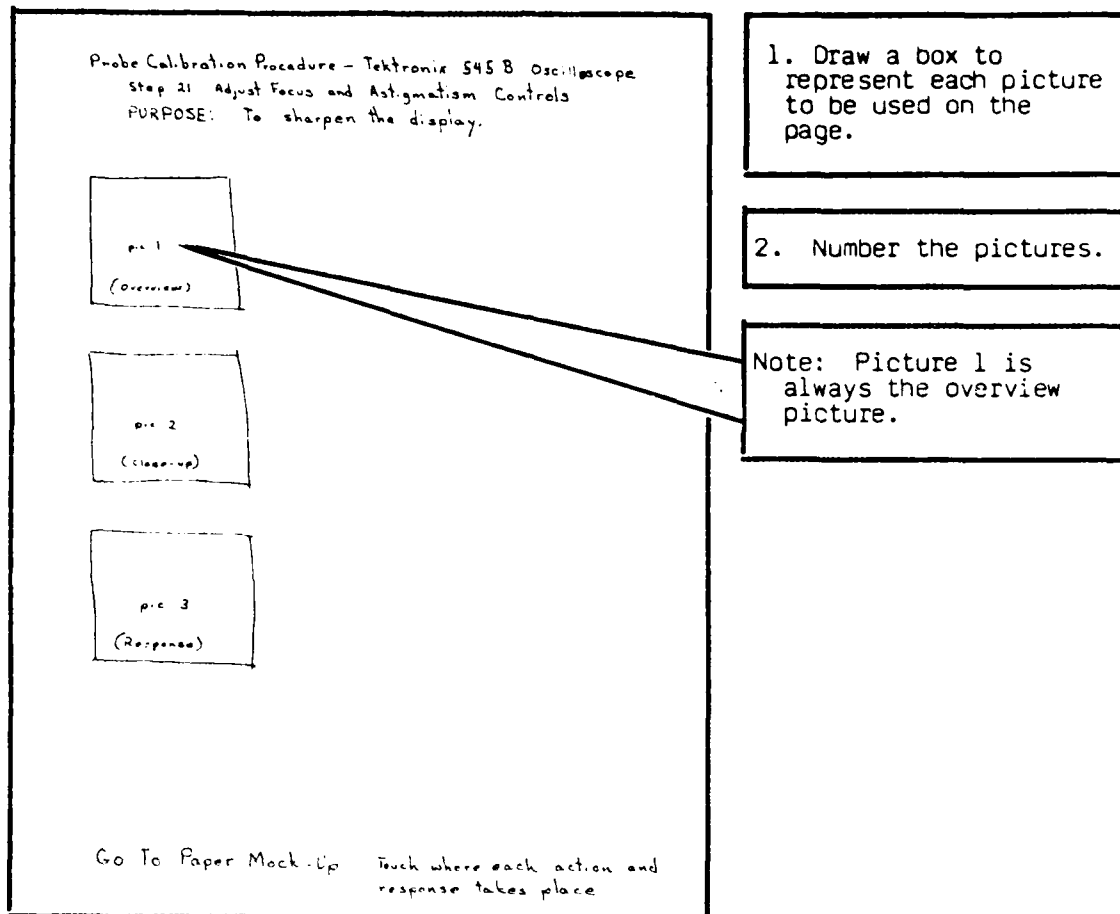 Probe Calibration Procedure - Tektronix 545 B Oscilloscope
Step 21 Adjust Focus and Astigmatism Controls
PURPOSE: To sharpen the display.
pic 1
(Overview)
pic 2
(Close-up)
pic 3
(Response)
Go To Paper Mock-Up Touch where each action and
response takes place
1. Draw a box to
represent each picture
to be used on the
page.
2. Number the pictures.
Note: Picture 1 is
always the overview
picture.